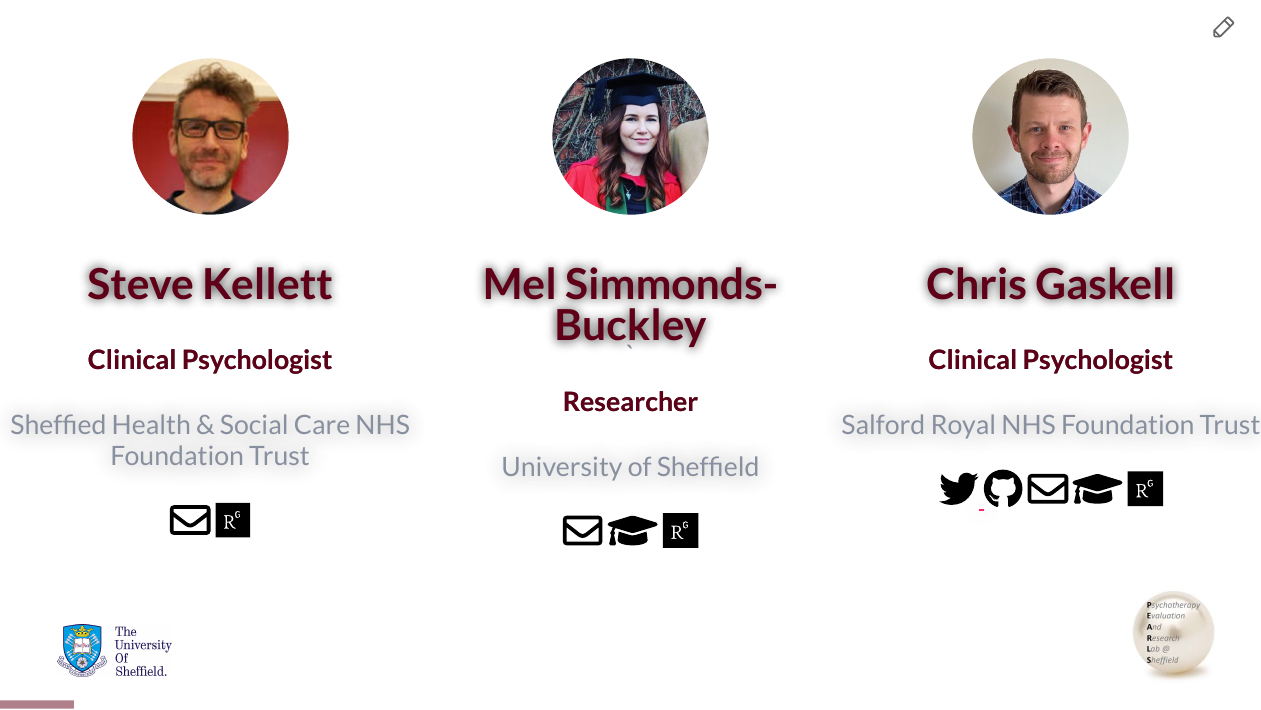 Steve Kellett
Clinical Psychologist
Sheffied Health & Social Care NHS
Foundation Trust
R^G
Mel Simmonds-
Buckley
`
Researcher
University of Sheffield
R^G
Chris Gaskell
Clinical Psychologist
Salford Royal NHS Foundation Trust
R^G
The
University
Of
Sheffield.
Psychotherapy
Evaluation
And
Research
Lab @
Sheffield